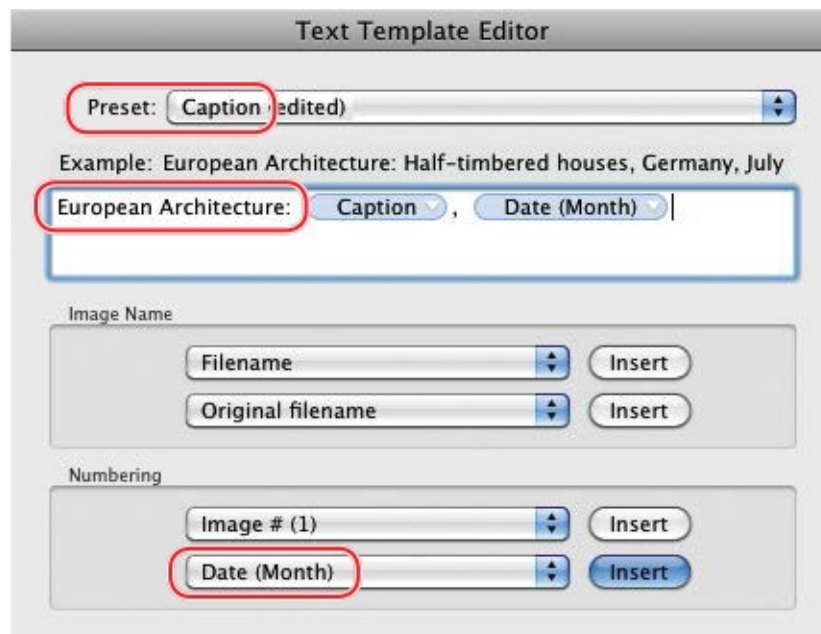 Text Template Editor
Preset: Caption (edited)
Example: European Architecture: Half-timbered houses, Germany, July
European Architecture: Caption , Date (Month)
Image Name
Filename Insert
Original filename Insert
Numbering
Image # (1) Insert
Date (Month) Insert